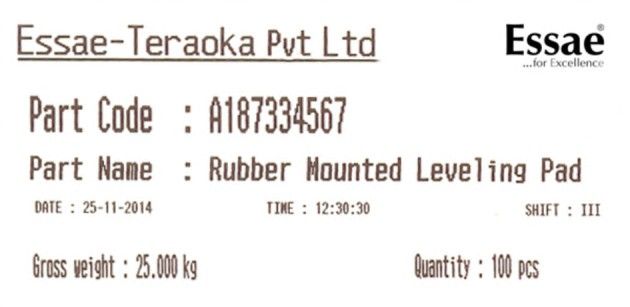 Essae-Teraoka Pvt Ltd
Essae®
...for Excellence
Part Code : A187334567
Part Name : Rubber Mounted Leveling Pad
DATE : 25-11-2014 TIME : 12:30:30 SHIFT : III
Gross weight : 25.000 kg Quantity : 100 pcs